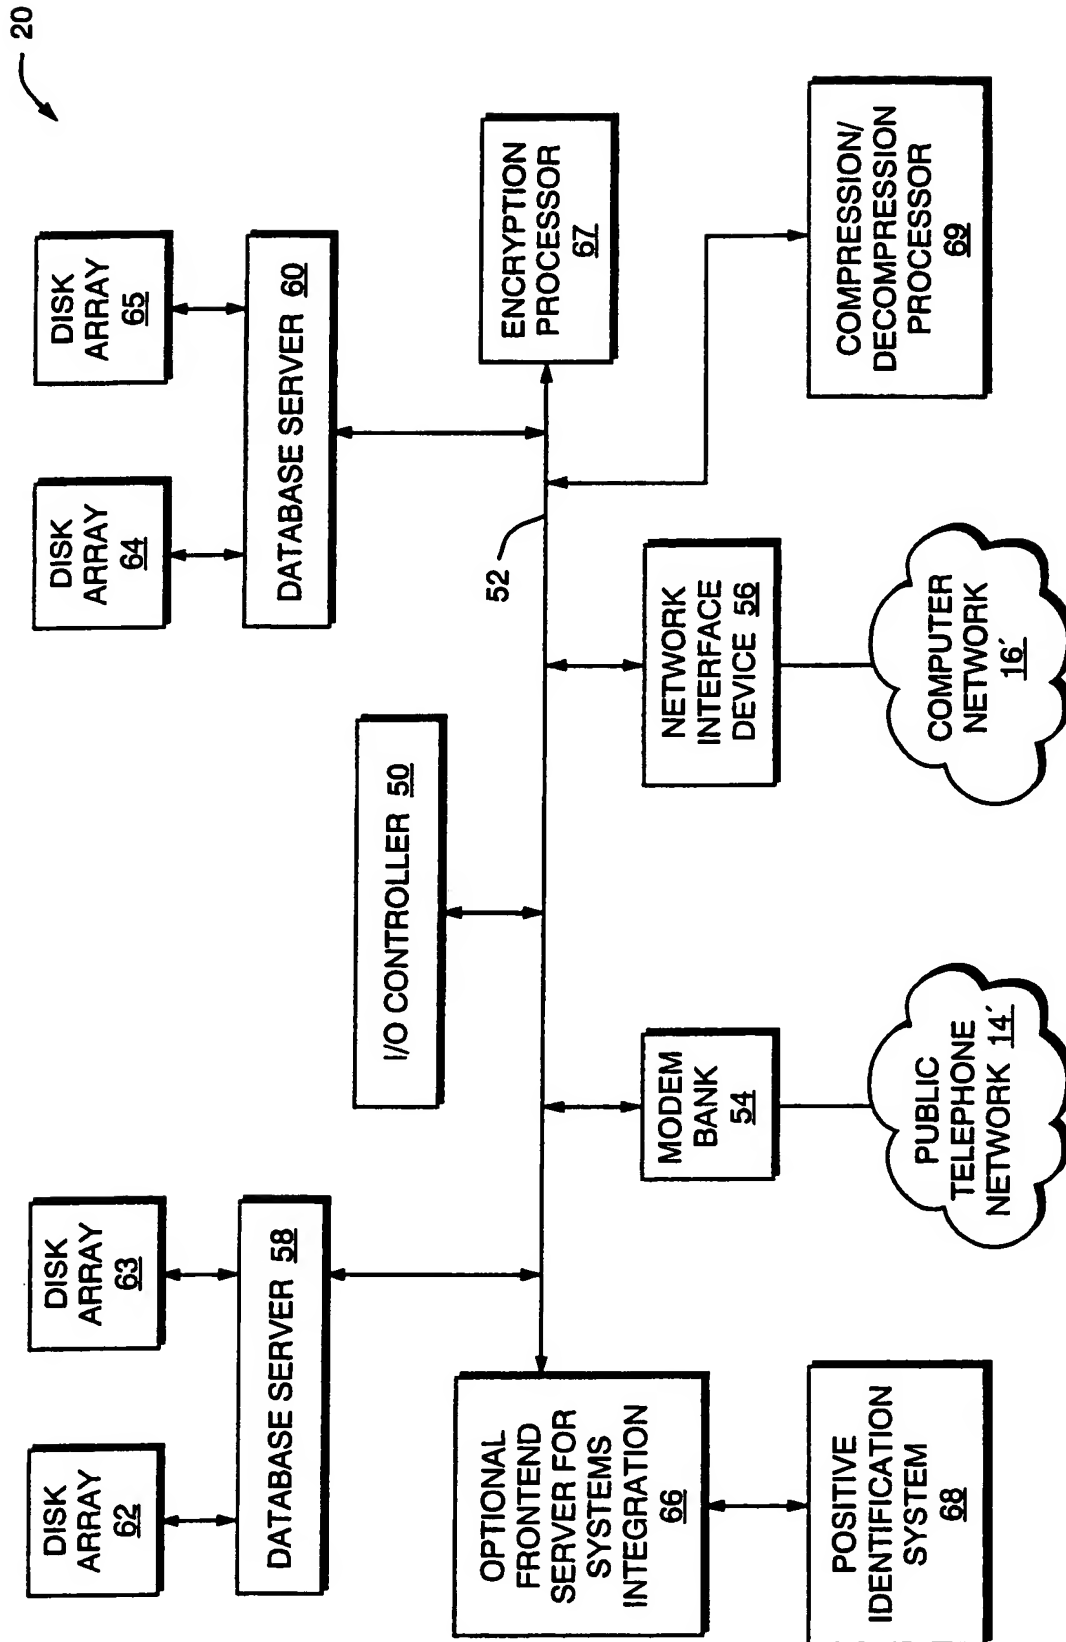 20
DISK
ARRAY
62
DISK
ARRAY
63
DISK
ARRAY
64
DISK
ARRAY
65
DATABASE SERVER 58
DATABASE SERVER 60
I/O CONTROLLER 50
52
OPTIONAL
FRONTEND
SERVER FOR
SYSTEMS
INTEGRATION
66
ENCRYPTION
PROCESSOR
67
MODEM
BANK
54
NETWORK
INTERFACE
DEVICE 56
POSITIVE
IDENTIFICATION
SYSTEM
68
PUBLIC
TELEPHONE
NETWORK 14′
COMPUTER
NETWORK
16′
COMPRESSION/
DECOMPRESSION
PROCESSOR
69